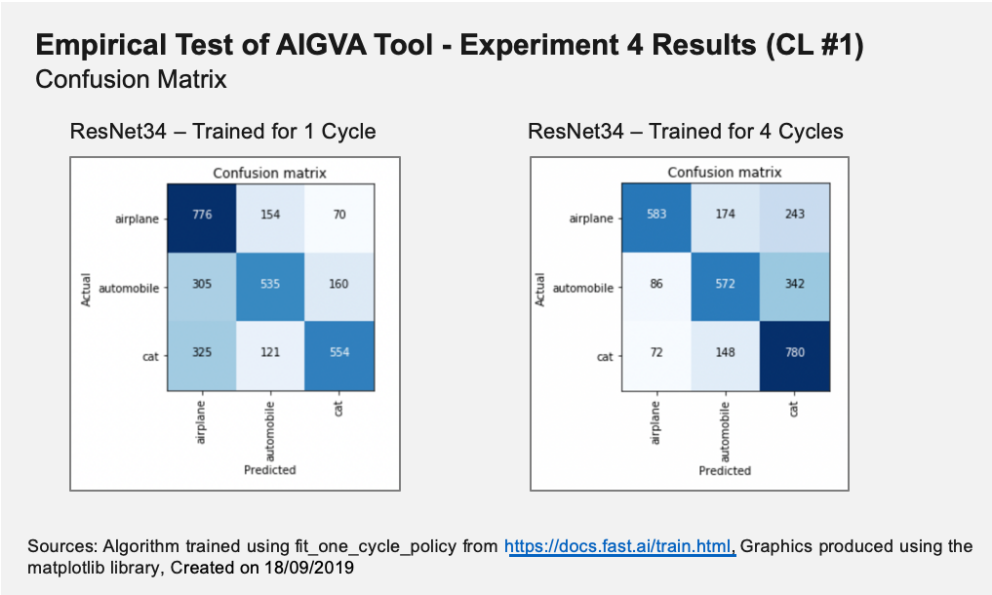 Empirical Test of AIGVA Tool - Experiment 4 Results (CL #1)
Confusion Matrix
ResNet34 – Trained for 1 Cycle
Confusion matrix
airplane 776 154 70
automobile 305 535 160
cat 325 121 554
Actual
airplane automobile cat
Predicted
ResNet34 – Trained for 4 Cycles
Confusion matrix
airplane 583 174 243
automobile 86 572 342
cat 72 148 780
Actual
airplane automobile cat
Predicted
Sources: Algorithm trained using fit_one_cycle_policy from https://docs.fast.ai/train.html, Graphics produced using the
matplotlib library, Created on 18/09/2019